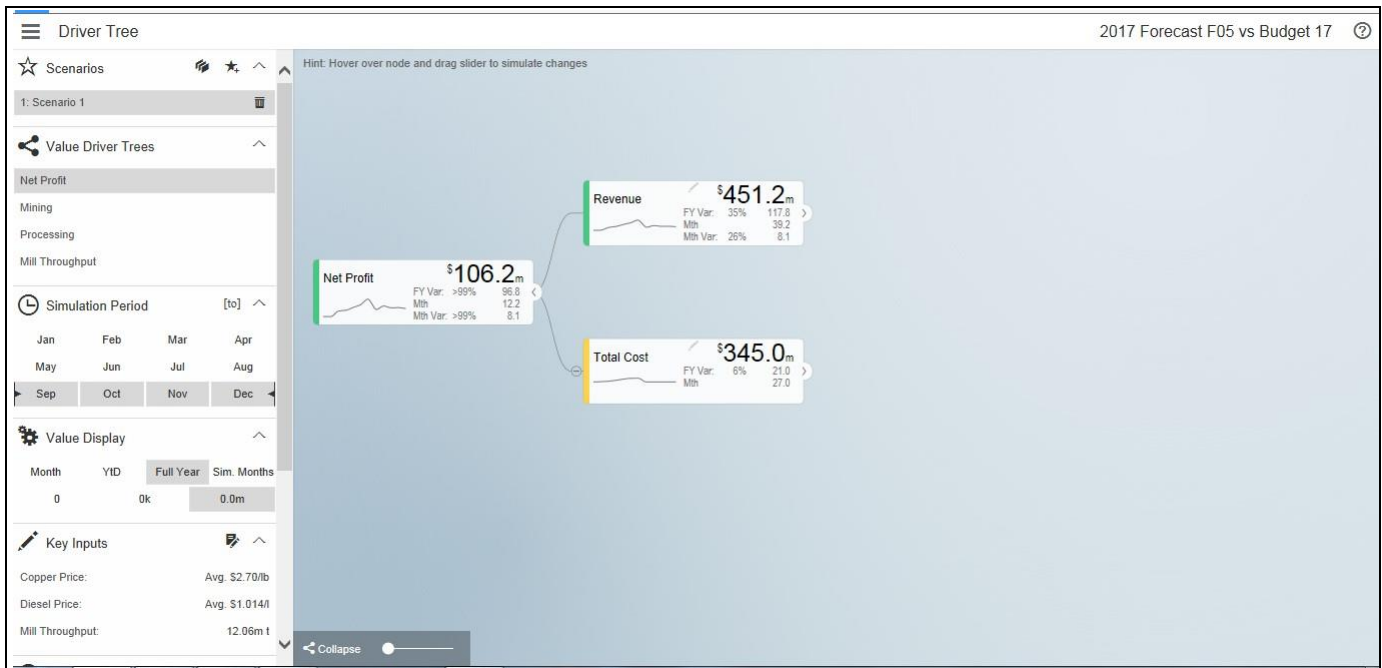 Driver Tree
2017 Forecast F05 vs Budget 17
Scenarios
1: Scenario 1
Value Driver Trees
Net Profit
Mining
Processing
Mill Throughput
Simulation Period [to]
Jan Feb Mar Apr
May Jun Jul Aug
Sep Oct Nov Dec
Value Display
Month YtD Full Year Sim. Months
0 0k 0.0m
Key Inputs
Copper Price: Avg. $2.70/lb
Diesel Price: Avg. $1.014/l
Mill Throughput: 12.06m t
Hint: Hover over node and drag slider to simulate changes
Net Profit $106.2m
FY Var: >99% 96.8
Mth 12.2
Mth Var: >99% 8.1
Revenue $451.2m
FY Var: 35% 117.8
Mth 39.2
Mth Var: 26% 8.1
Total Cost $345.0m
FY Var: 6% 21.0
Mth 27.0
Collapse